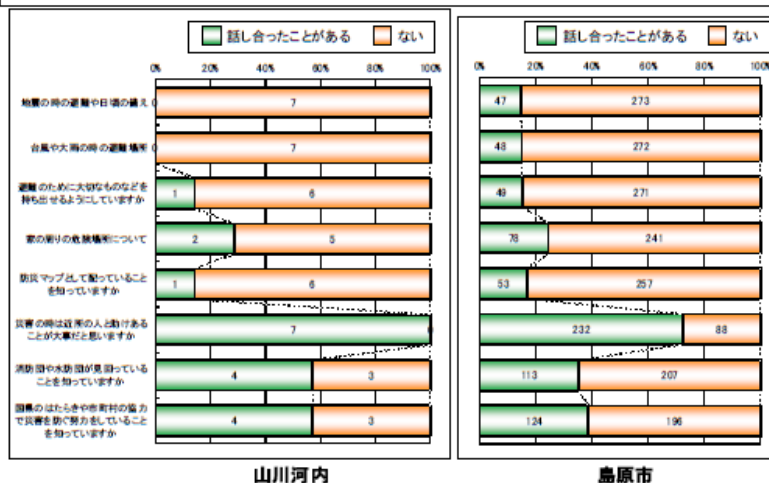 話し合ったことがある ない
話し合ったことがある ない
0% 20% 40% 60% 80% 100%
0% 20% 40% 60% 80% 100%
地震の時の避難や日頃の備え 0 7
47 273
台風や大雨の時の避難場所 0 7
48 272
避難のために大切なものなどを
持ち出せるようにしていますか
1 6
49 271
家の周りの危険場所について
2 5
78 241
防災マップとして配っていること
を知っていますか
1 6
53 257
災害の時は近所の人と助けある
ことが大事だと思いますか
7 0
232 88
消防団や水防団が見回っている
ことを知っていますか
4 3
113 207
国県のはたらきや市町村の協力
で災害を防ぐ努力をしていること
を知っていますか
4 3
124 196
山川河内
島原市